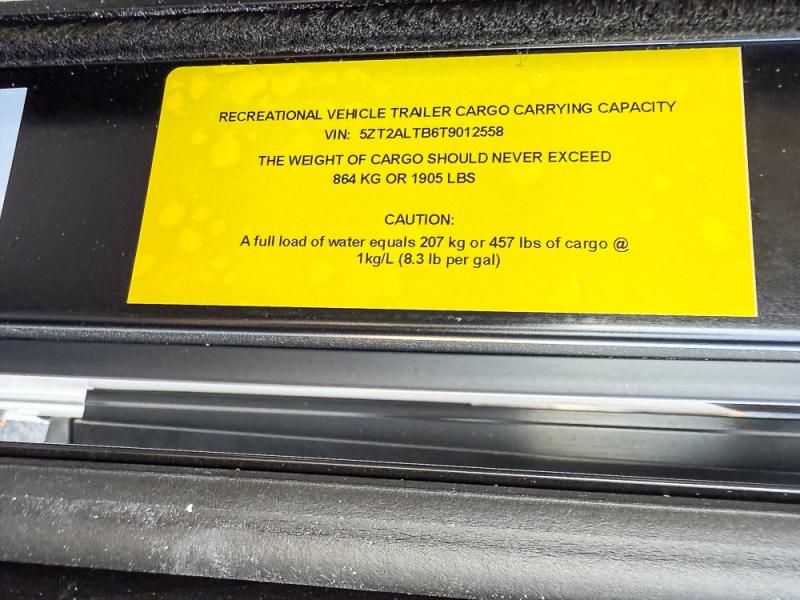 RECREATIONAL VEHICLE TRAILER CARGO CARRYING CAPACITY
VIN: 5ZT2ALTB6T9012558
THE WEIGHT OF CARGO SHOULD NEVER EXCEED
864 KG OR 1905 LBS
CAUTION:
A full load of water equals 207 kg or 457 lbs of cargo @
1kg/L (8.3 lb per gal)